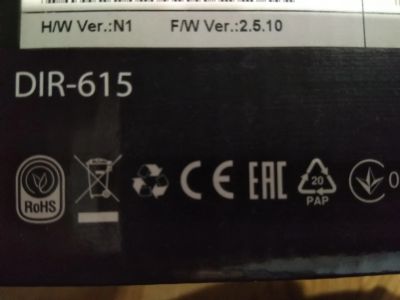 H/W Ver.:N1 F/W Ver.:2.5.10
DIR-615
RoHS CE EAC 20 PAP